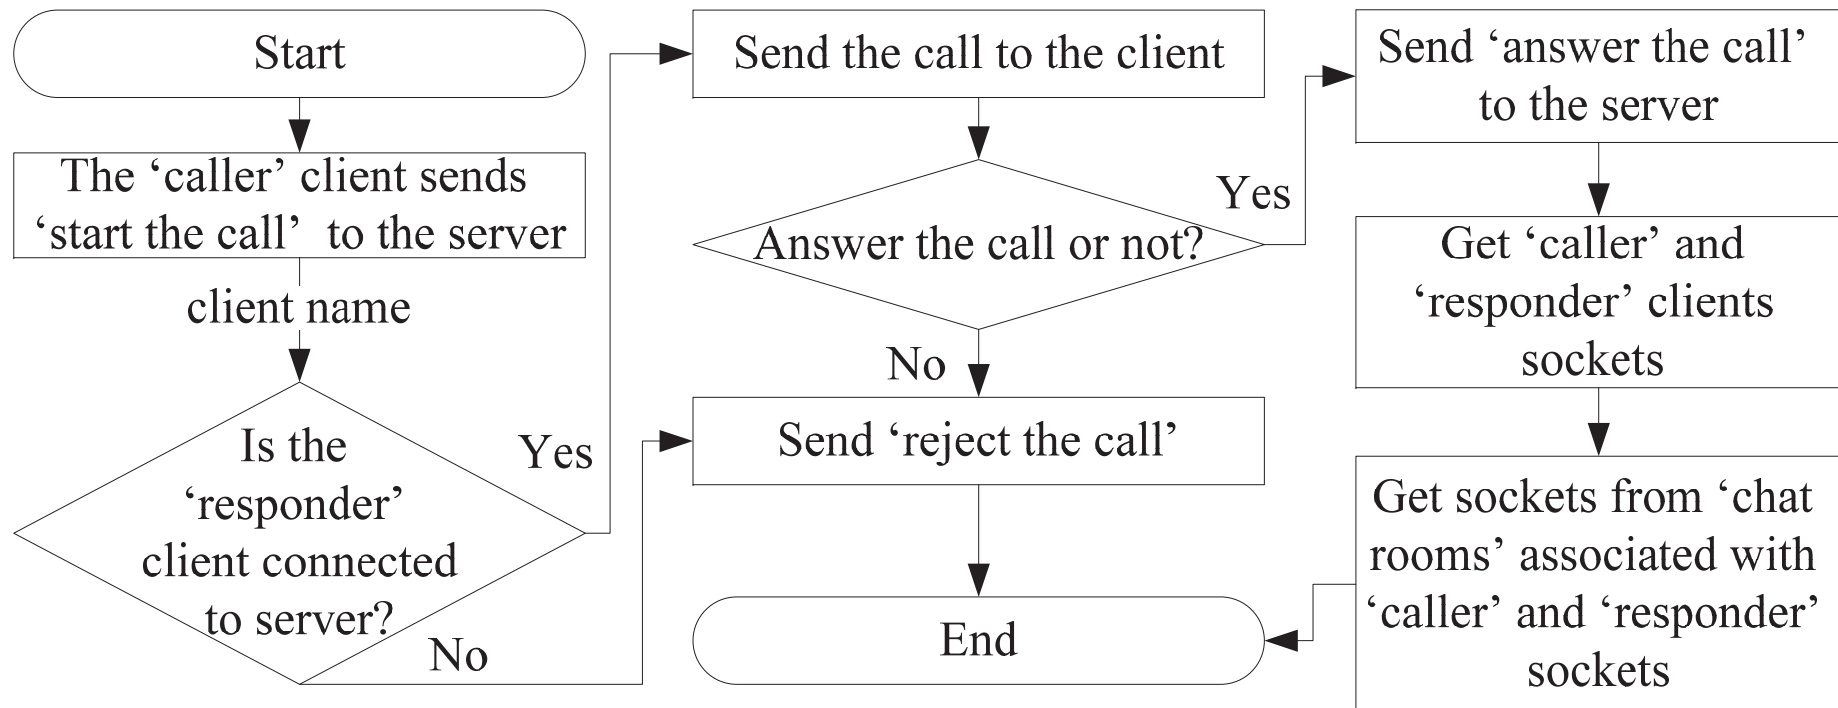 Start
The ‘caller’ client sends
‘start the call’ to the server
client name
Is the
‘responder’
client connected
to server?
Yes
No
Send the call to the client
Answer the call or not?
Yes
No
Send ‘reject the call’
End
Send ‘answer the call’
to the server
Get ‘caller’ and
‘responder’ clients
sockets
Get sockets from ‘chat
rooms’ associated with
‘caller’ and ‘responder’
sockets